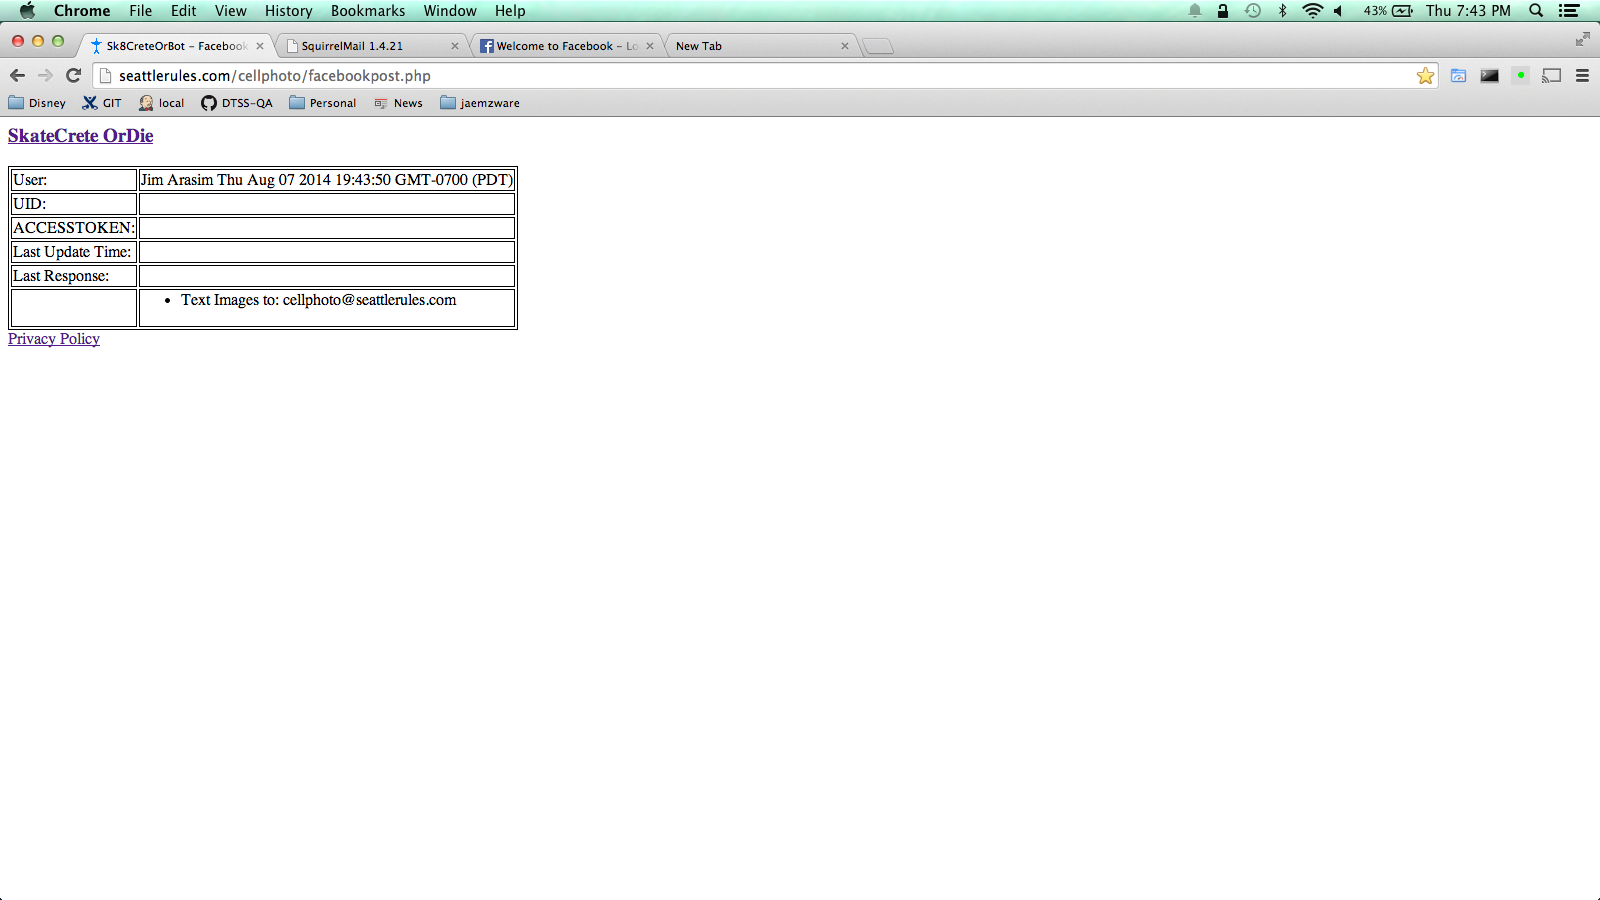 Chrome File Edit View History Bookmarks Window Help 43% Thu 7:43 PM
Sk8CreteOrBot – Facebook SquirrelMail 1.4.21 Welcome to Facebook – Lo New Tab
seattlerules.com/cellphoto/facebookpost.php
Disney GIT local DTSS-QA Personal News jaemzware
SkateCrete OrDie
User: Jim Arasim Thu Aug 07 2014 19:43:50 GMT-0700 (PDT)
UID:
ACCESSTOKEN:
Last Update Time:
Last Response:
• Text Images to: cellphoto@seattlerules.com
Privacy Policy